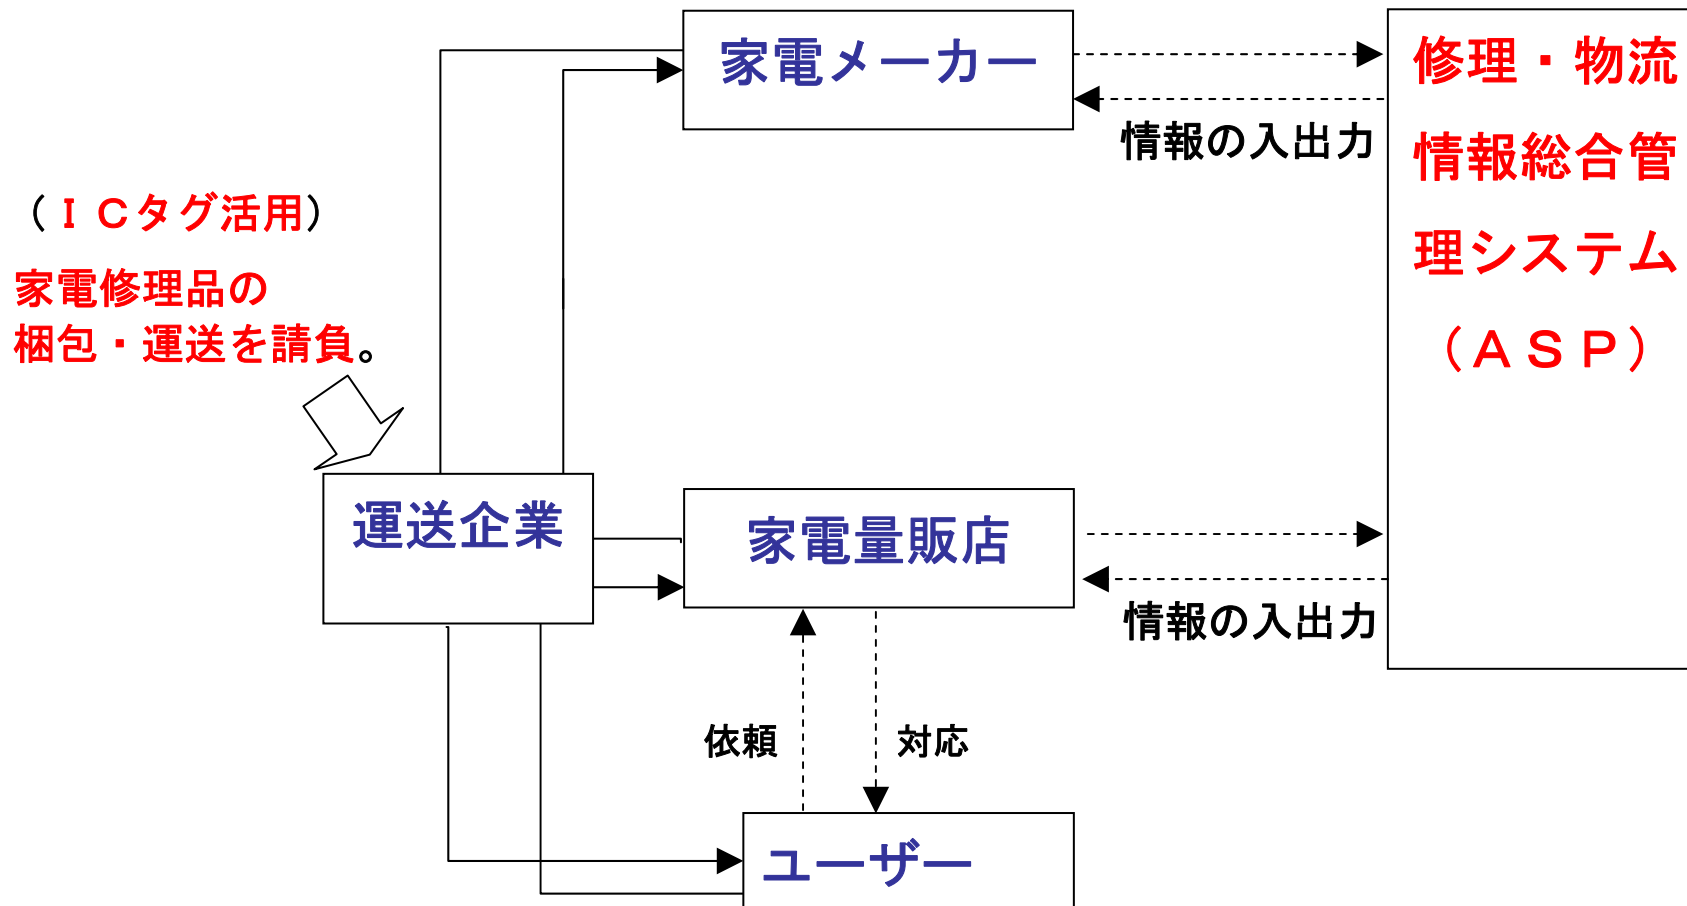 家電メーカー
修理・物流
情報総合管
理システム
（ＡＳＰ）
情報の入出力
（ＩＣタグ活用）
家電修理品の
梱包・運送を請負。
運送企業
家電量販店
情報の入出力
依頼
対応
ユーザー